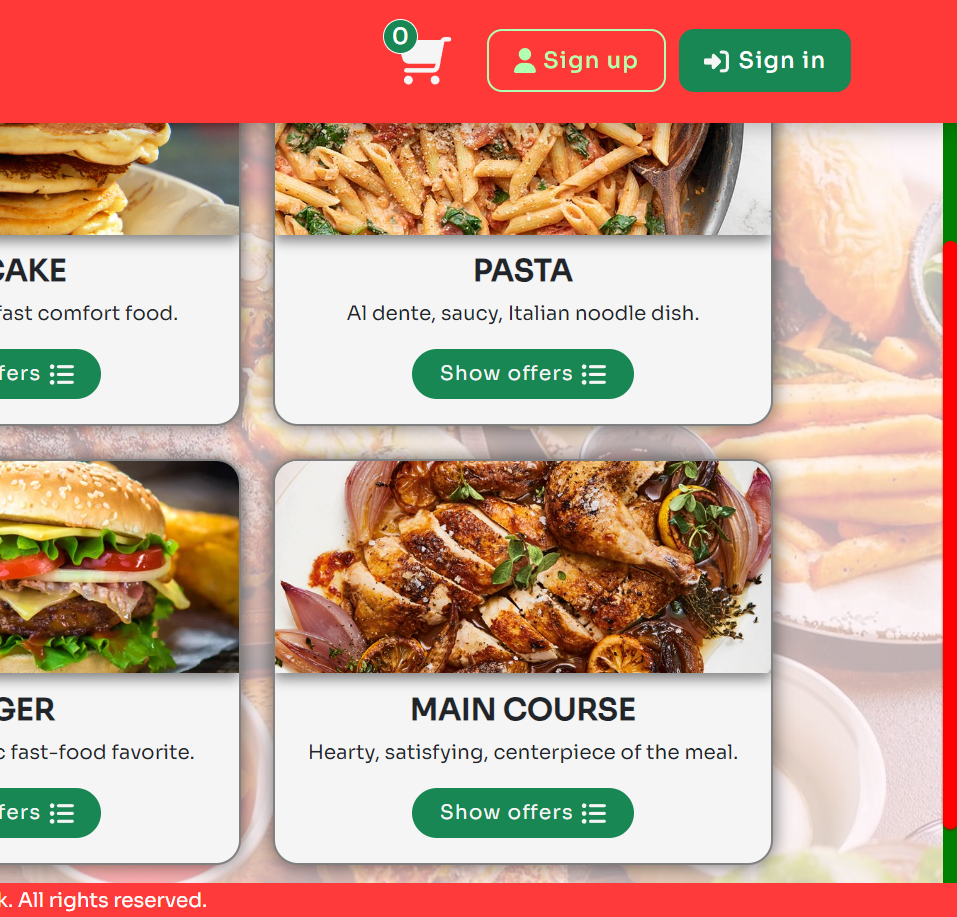 0
Sign up
Sign in
CAKE
PASTA
fast comfort food.
Al dente, saucy, Italian noodle dish.
fers
Show offers
GER
MAIN COURSE
c fast-food favorite.
Hearty, satisfying, centerpiece of the meal.
fers
Show offers
k. All rights reserved.